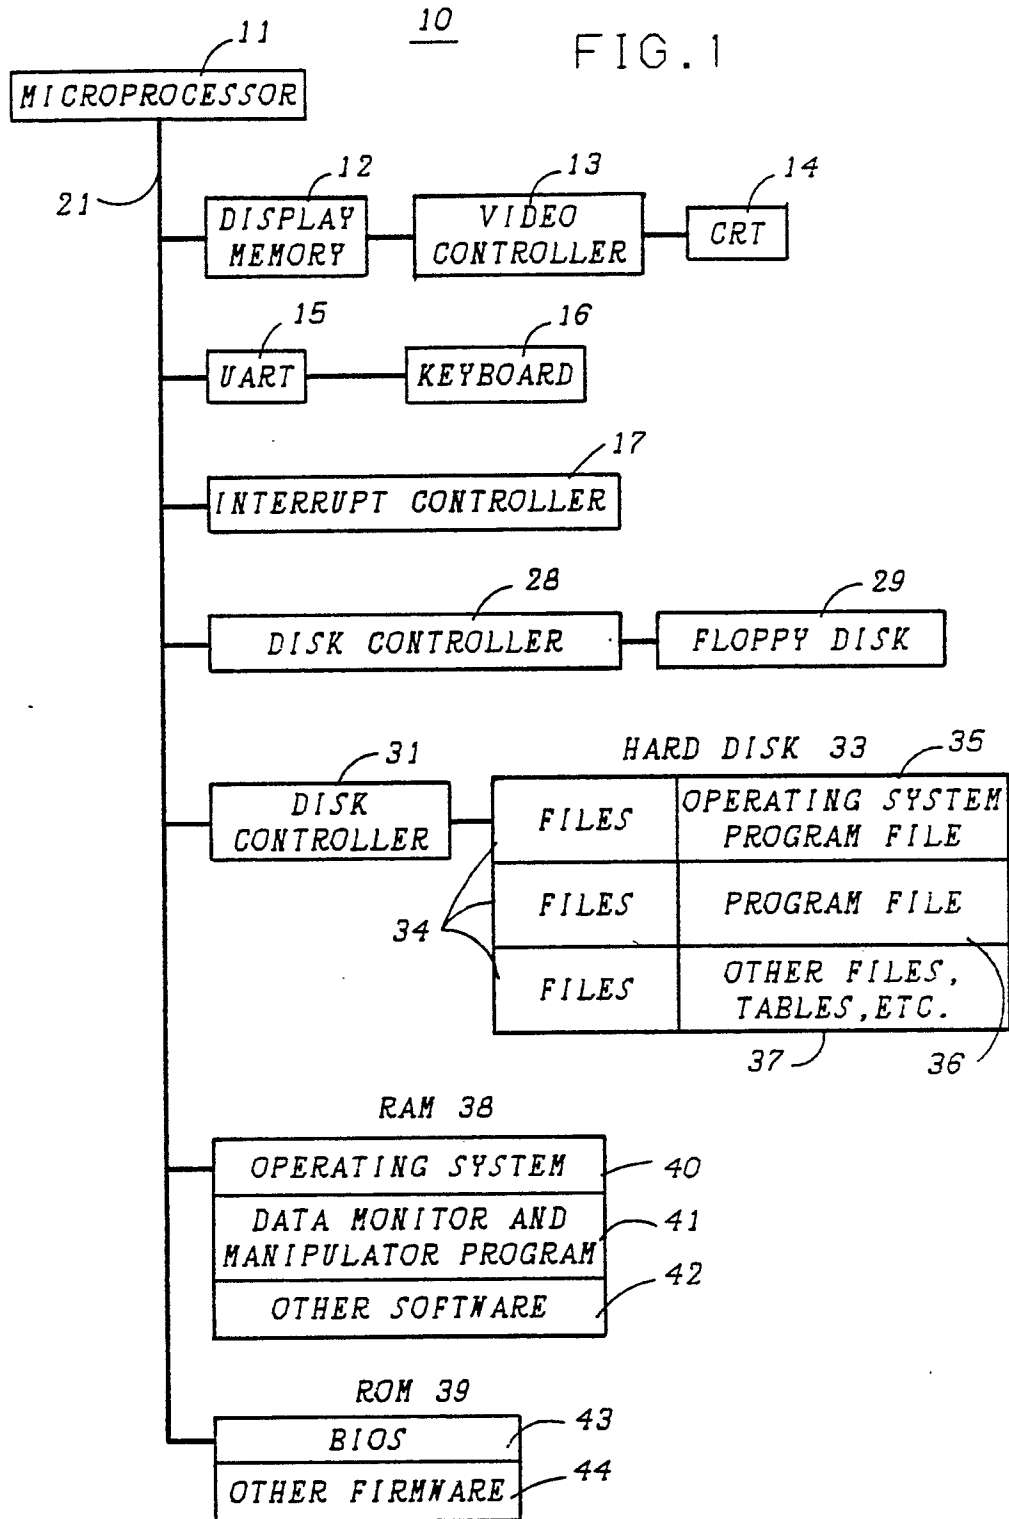 10
FIG.1
11
MICROPROCESSOR
21
12
13
14
DISPLAY
MEMORY
VIDEO
CONTROLLER
CRT
15
16
UART
KEYBOARD
17
INTERRUPT CONTROLLER
28
29
DISK CONTROLLER
FLOPPY DISK
31
HARD DISK 33
35
DISK
CONTROLLER
FILES
OPERATING SYSTEM
PROGRAM FILE
34
FILES
PROGRAM FILE
FILES
OTHER FILES,
TABLES,ETC.
37
36
RAM 38
OPERATING SYSTEM
40
DATA MONITOR AND
MANIPULATOR PROGRAM
41
OTHER SOFTWARE
42
ROM 39
BIOS
43
OTHER FIRMWARE
44